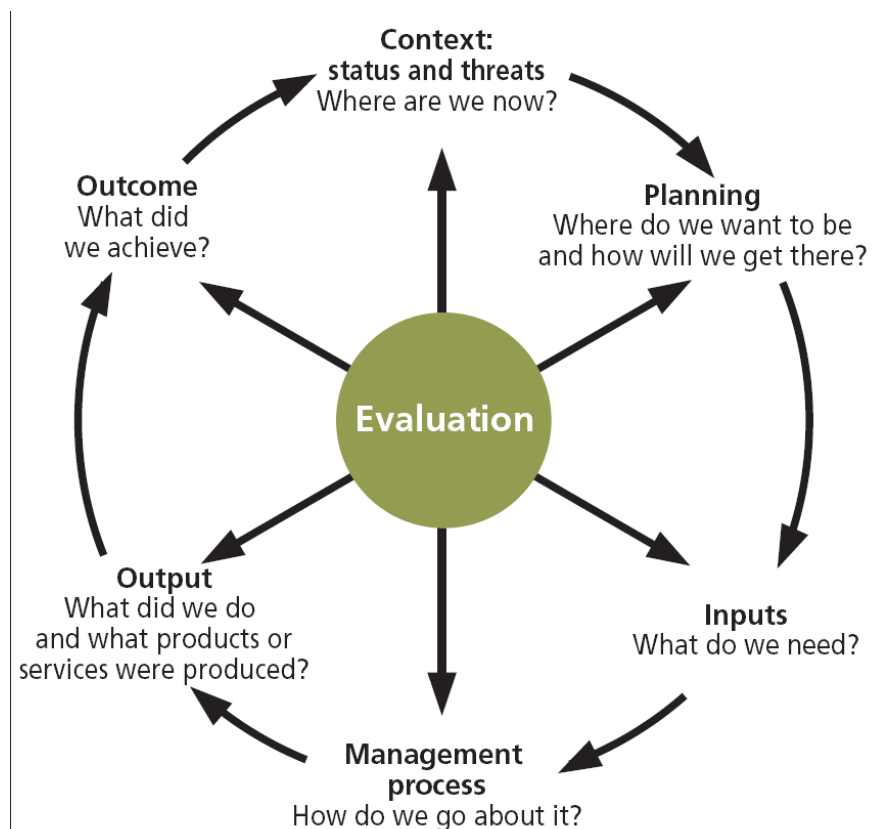 Context:
status and threats
Where are we now?
Planning
Where do we want to be
and how will we get there?
Inputs
What do we need?
Management
process
How do we go about it?
Output
What did we do
and what products or
services were produced?
Outcome
What did
we achieve?
Evaluation